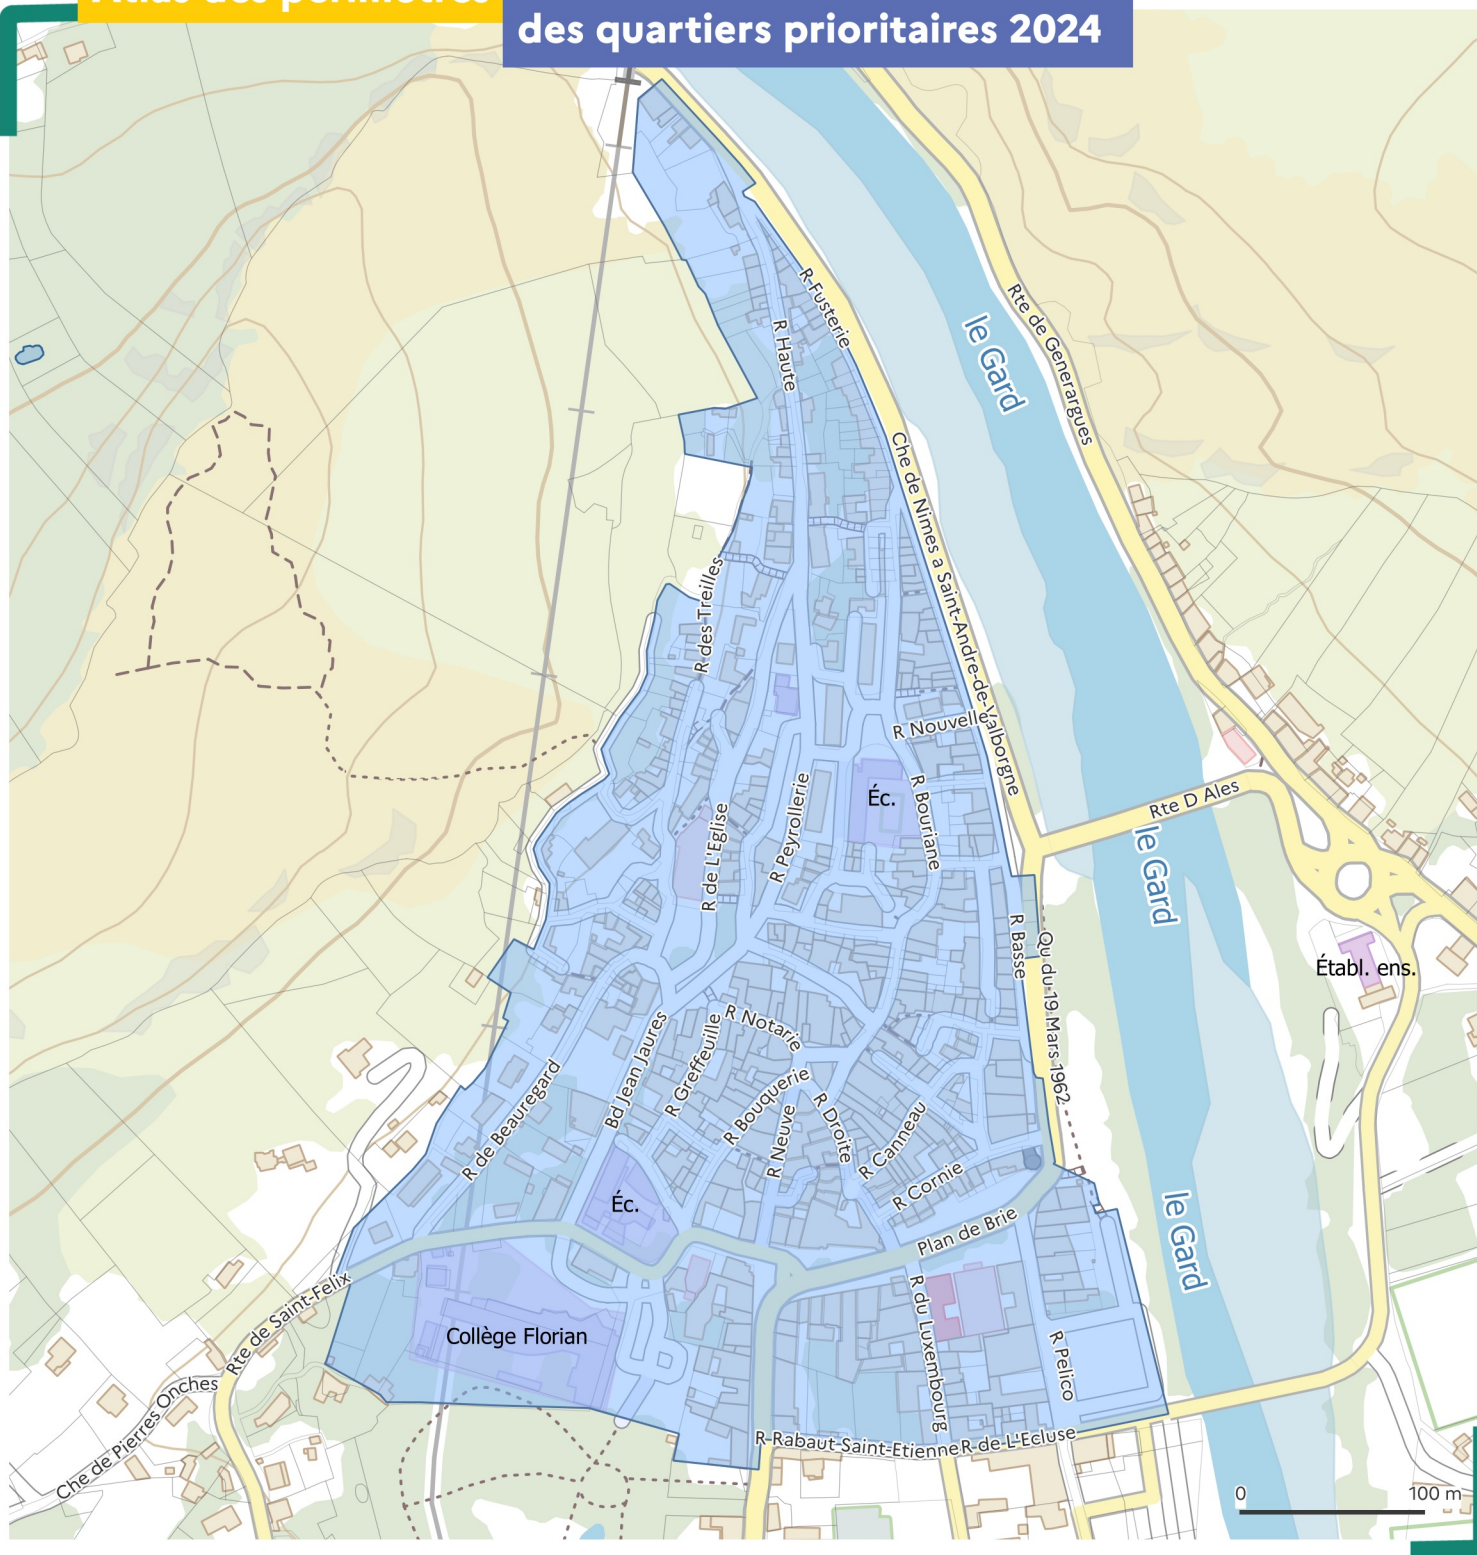 Atlas des périmètres
des quartiers prioritaires 2024
R Fusterie
R Haute
le Gard
Rte de Generargues
Che de Nimes a Saint-Andre-de-Valborgne
R des Treilles
R Nouvelle
Éc.
R Bouriane
R Peyrollerie
R de L'Eglise
Rte D Ales
le Gard
R Basse
Qu du 19 Mars 1962
Établ. ens.
R Notarie
Bd Jean Jaures
R Greffeuille
R Bouquerie
R de Beauregard
R Neuve
R Droite
R Canneau
R Cornie
Éc.
Plan de Brie
le Gard
Rte de Saint-Felix
Collège Florian
R du Luxembourg
R Pelico
Che de Pierres Onches
R Rabaut-Saint-Etienne
R de L'Ecluse
0 100 m